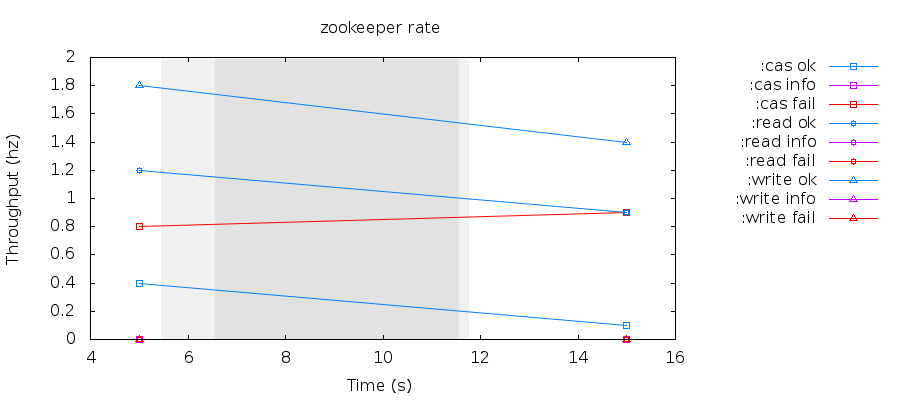 zookeeper rate
Throughput (hz)
2
1.8
1.6
1.4
1.2
1
0.8
0.6
0.4
0.2
0
4 6 8 10 12 14 16
Time (s)
:cas ok
:cas info
:cas fail
:read ok
:read info
:read fail
:write ok
:write info
:write fail